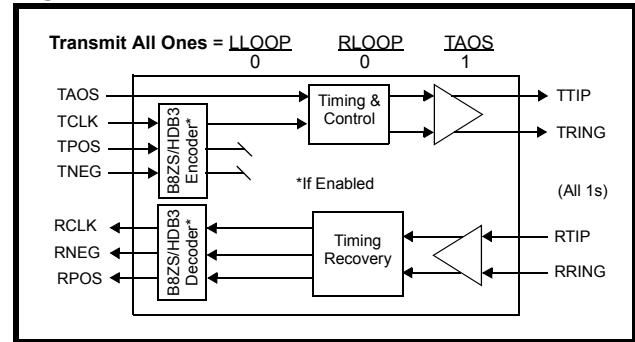 Transmit All Ones = LLOOP RLOOP TAOS
0 0 1
TAOS
TCLK
TPOS
TNEG
B8ZS/HDB3
Encoder*
Timing &
Control
TTIP
TRING
*If Enabled
(All 1s)
RCLK
RNEG
RPOS
B8ZS/HDB3
Decoder*
Timing
Recovery
RTIP
RRING